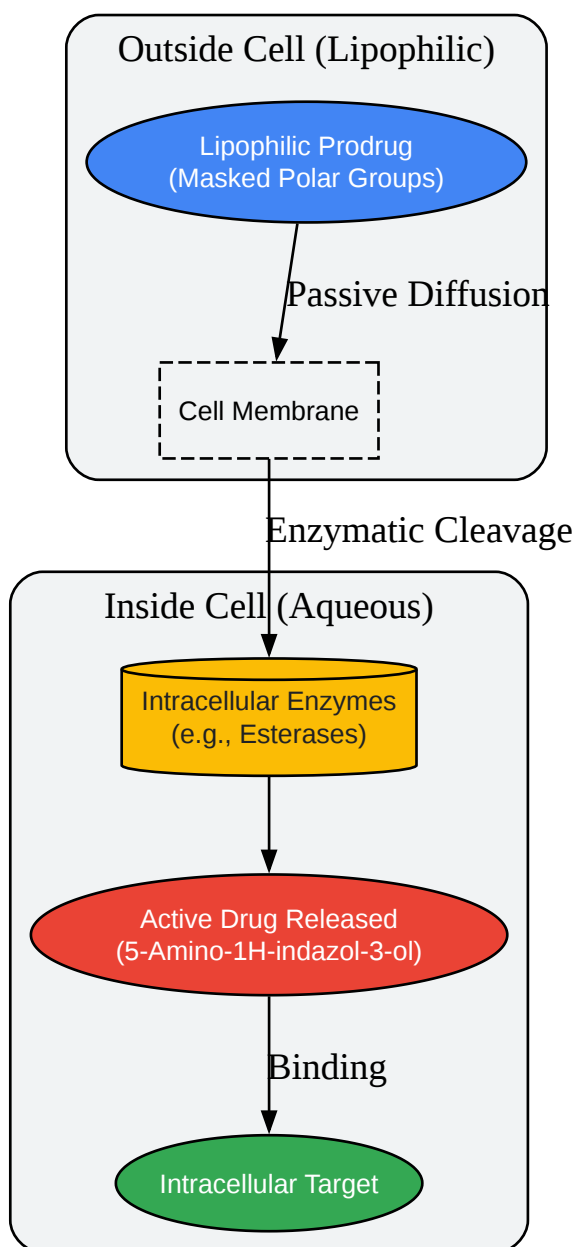 Outside Cell (Lipophilic)
Lipophilic Prodrug
(Masked Polar Groups)
Passive Diffusion
Cell Membrane
Enzymatic Cleavage
Inside Cell (Aqueous)
Intracellular Enzymes
(e.g., Esterases)
Active Drug Released
(5-Amino-1H-indazol-3-ol)
Binding
Intracellular Target